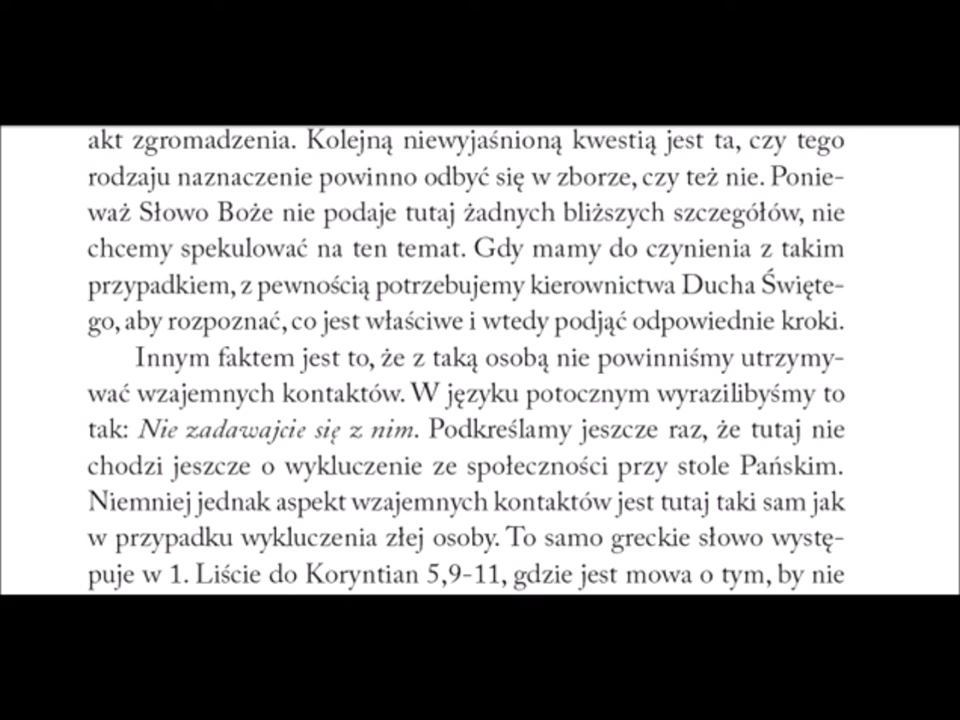 akt zgromadzenia. Kolejną niewyjaśnioną kwestią jest ta, czy tego
rodzaju naznaczenie powinno odbyć się w zborze, czy też nie. Ponie-
waż Słowo Boże nie podaje tutaj żadnych bliższych szczegółów, nie
chcemy spekulować na ten temat. Gdy mamy do czynienia z takim
przypadkiem, z pewnością potrzebujemy kierownictwa Ducha Święte-
go, aby rozpoznać, co jest właściwe i wtedy podjąć odpowiednie kroki.
Innym faktem jest to, że z taką osobą nie powinniśmy utrzymy-
wać wzajemnych kontaktów. W języku potocznym wyrazilibyśmy to
tak: Nie zadawajcie się z nim. Podkreślamy jeszcze raz, że tutaj nie
chodzi jeszcze o wykluczenie ze społeczności przy stole Pańskim.
Niemniej jednak aspekt wzajemnych kontaktów jest tutaj taki sam jak
w przypadku wykluczenia złej osoby. To samo greckie słowo wystę-
puje w 1. Liście do Koryntian 5,9-11, gdzie jest mowa o tym, by nie